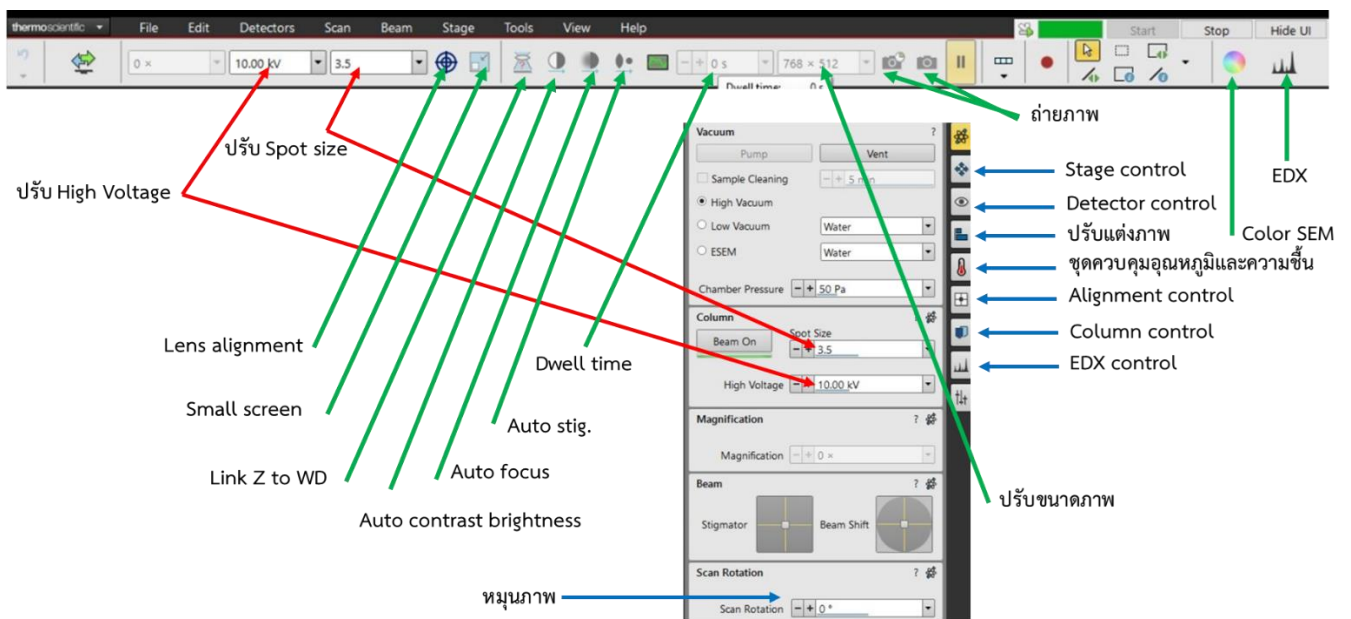 thermoscientific File Edit Detectors Scan Beam Stage Tools View Help Start Stop Hide UI
0 × 10.00 kV 3.5 0 s 768 × 512
Dwell time: 0 s
ถ่ายภาพ
ปรับ Spot size
ปรับ High Voltage
Lens alignment
Small screen
Link Z to WD
Auto contrast brightness
Auto focus
Auto stig.
Dwell time
Vacuum ?
Pump Vent
Sample Cleaning 5 min
High Vacuum
Low Vacuum Water
ESEM Water
Chamber Pressure 50 Pa
Column ?
Beam On Spot Size
3.5
High Voltage 10.00 kV
Magnification ?
Magnification 0 ×
Beam ?
Stigmator Beam Shift
Scan Rotation ?
Scan Rotation 0 °
หมุนภาพ
Stage control
Detector control
ปรับแต่งภาพ
ชุดควบคุมอุณหภูมิและความชื้น
Alignment control
Column control
EDX control
ปรับขนาดภาพ
EDX
Color SEM